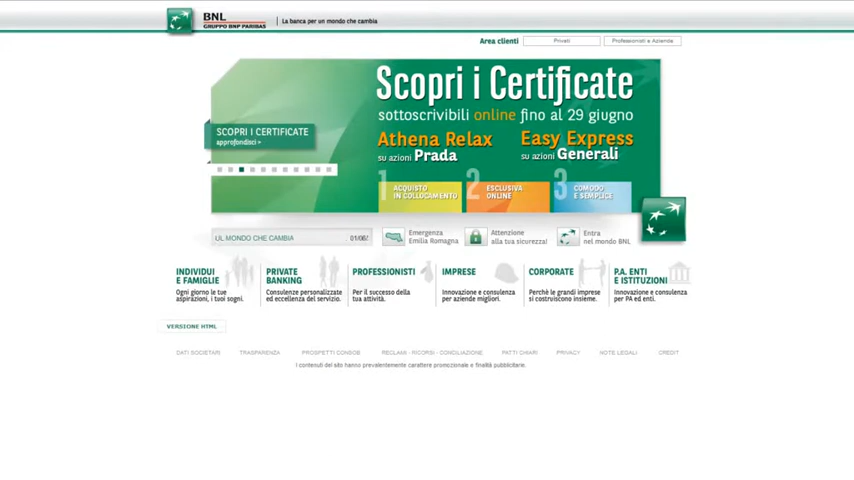 BNL
GRUPPO BNP PARIBAS
La banca per un mondo che cambia
Area clienti
Privati
Professionisti e Aziende
Scopri i Certificate
sottoscrivibili online fino al 29 giugno
Athena Relax
su azioni Prada
Easy Express
su azioni Generali
SCOPRI I CERTIFICATE
approfondisci >
1 ACQUISTO
IN COLLOCAMENTO
2 ESCLUSIVA
ONLINE
3 COMODO
E SEMPLICE
UL MONDO CHE CAMBIA
01/06/
Emergenza
Emilia Romagna
Attenzione
alla tua sicurezza!
Entra
nel mondo BNL
INDIVIDUI
E FAMIGLIE
Ogni giorno le tue
aspirazioni, i tuoi sogni.
PRIVATE
BANKING
Consulenze personalizzate
ed eccellenza del servizio.
PROFESSIONISTI
Per il successo della
tua attività.
IMPRESE
Innovazione e consulenza
per aziende migliori.
CORPORATE
Perchè le grandi imprese
si costruiscono insieme.
P.A. ENTI
E ISTITUZIONI
Innovazione e consulenza
per PA ed enti.
VERSIONE HTML
DATI SOCIETARI
TRASPARENZA
PROSPETTI CONSOB
RECLAMI - RICORSI - CONCILIAZIONE
PATTI CHIARI
PRIVACY
NOTE LEGALI
CREDIT
I contenuti del sito hanno prevalentemente carattere promozionale e finalità pubblicitarie.